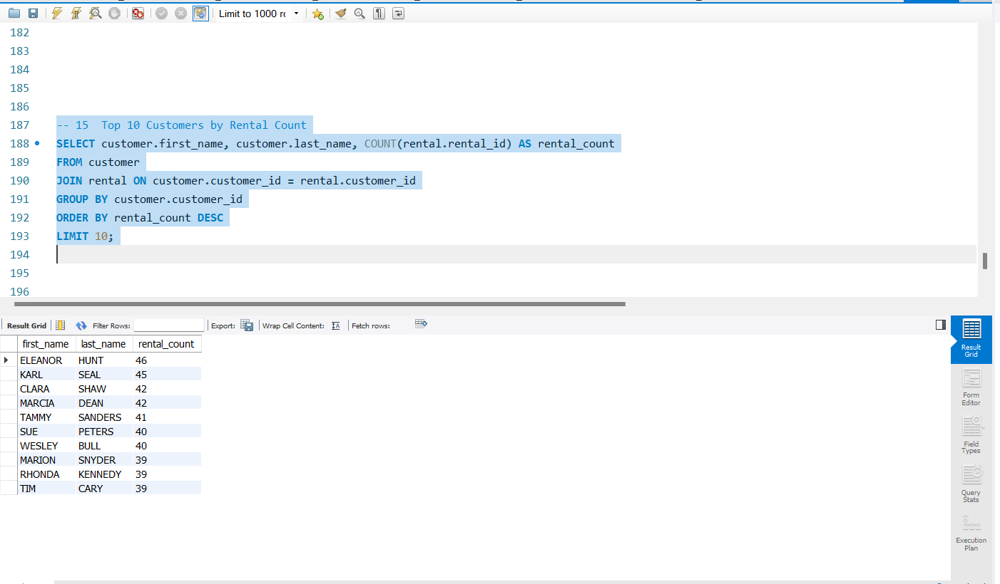 Limit to 1000 rc
182
183
184
185
186
187 -- 15  Top 10 Customers by Rental Count
188 SELECT customer.first_name, customer.last_name, COUNT(rental.rental_id) AS rental_count
189 FROM customer
190 JOIN rental ON customer.customer_id = rental.customer_id
191 GROUP BY customer.customer_id
192 ORDER BY rental_count DESC
193 LIMIT 10;
194
195
196
Result Grid Filter Rows: Export: Wrap Cell Content: Fetch rows:
first_name last_name rental_count
ELEANOR HUNT 46
KARL SEAL 45
CLARA SHAW 42
MARCIA DEAN 42
TAMMY SANDERS 41
SUE PETERS 40
WESLEY BULL 40
MARION SNYDER 39
RHONDA KENNEDY 39
TIM CARY 39
Result
Grid
Form
Editor
Field
Types
Query
Stats
Execution
Plan